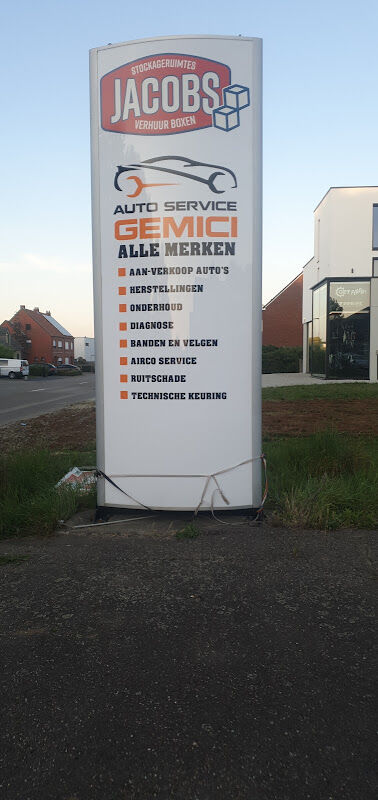 STOCKAGERUIMTES
JACOBS
VERHUUR BOXEN
AUTO SERVICE
GEMICI
ALLE MERKEN
AAN-VERKOOP AUTO'S
HERSTELLINGEN
ONDERHOUD
DIAGNOSE
BANDEN EN VELGEN
AIRCO SERVICE
RUITSCHADE
TECHNISCHE KEURING